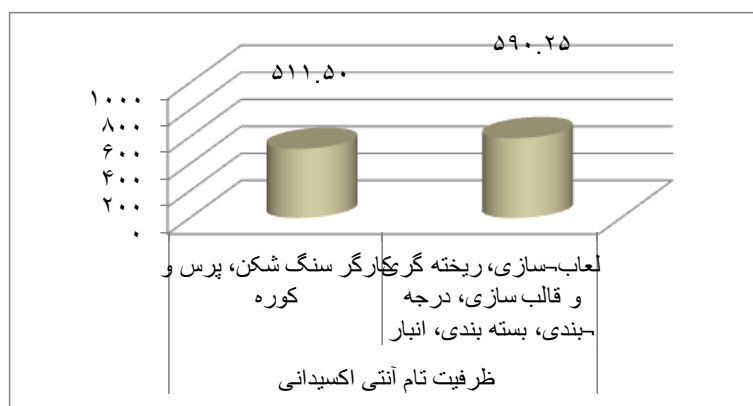 ۵۹۰.۲۵
۵۱۱.۵۰
۱۰۰۰
۸۰۰
۶۰۰
۴۰۰
۲۰۰
۰
کارگر سنگ شکن، پرس و
کوره
لعاب¬سازی، ریخته گری
و قالب سازی، درجه
¬بندی، بسته بندی، انبار
ظرفیت تام آنتی اکسیدانی